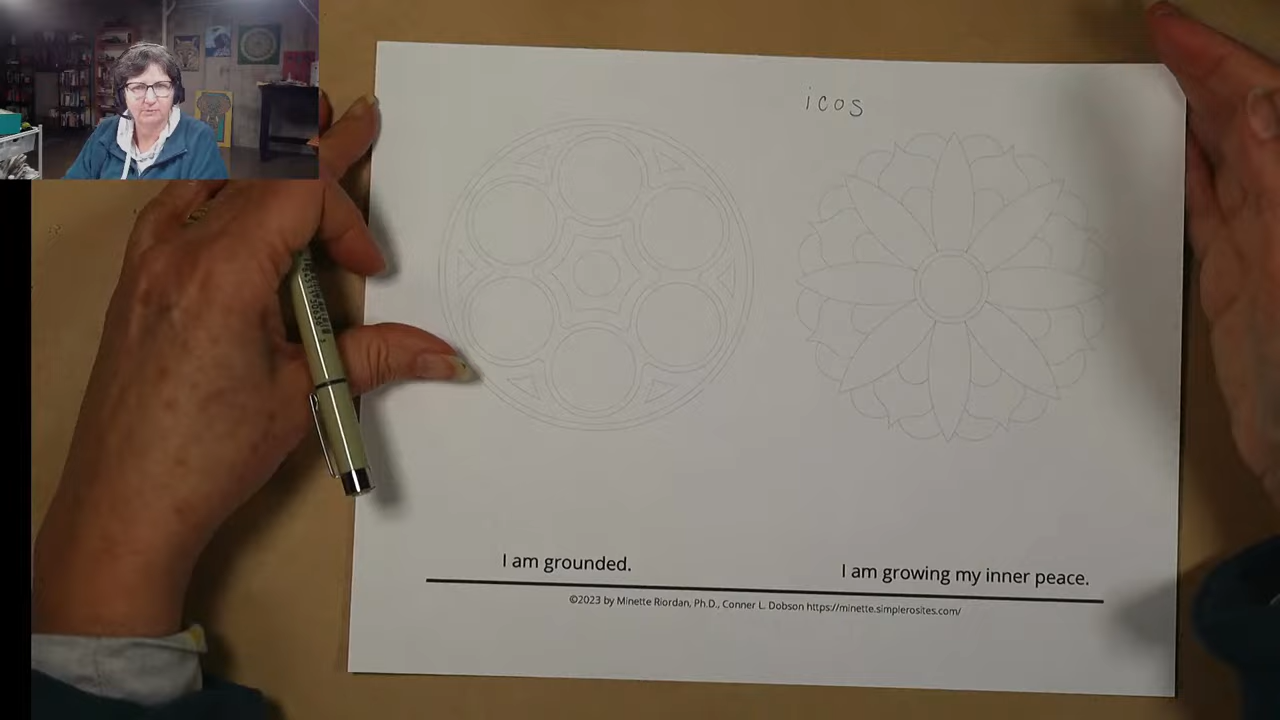 icos
I am grounded.
I am growing my inner peace.
©2023 by Minette Riordan, Ph.D., Conner L. Dobson https://minette.simplerosites.com/